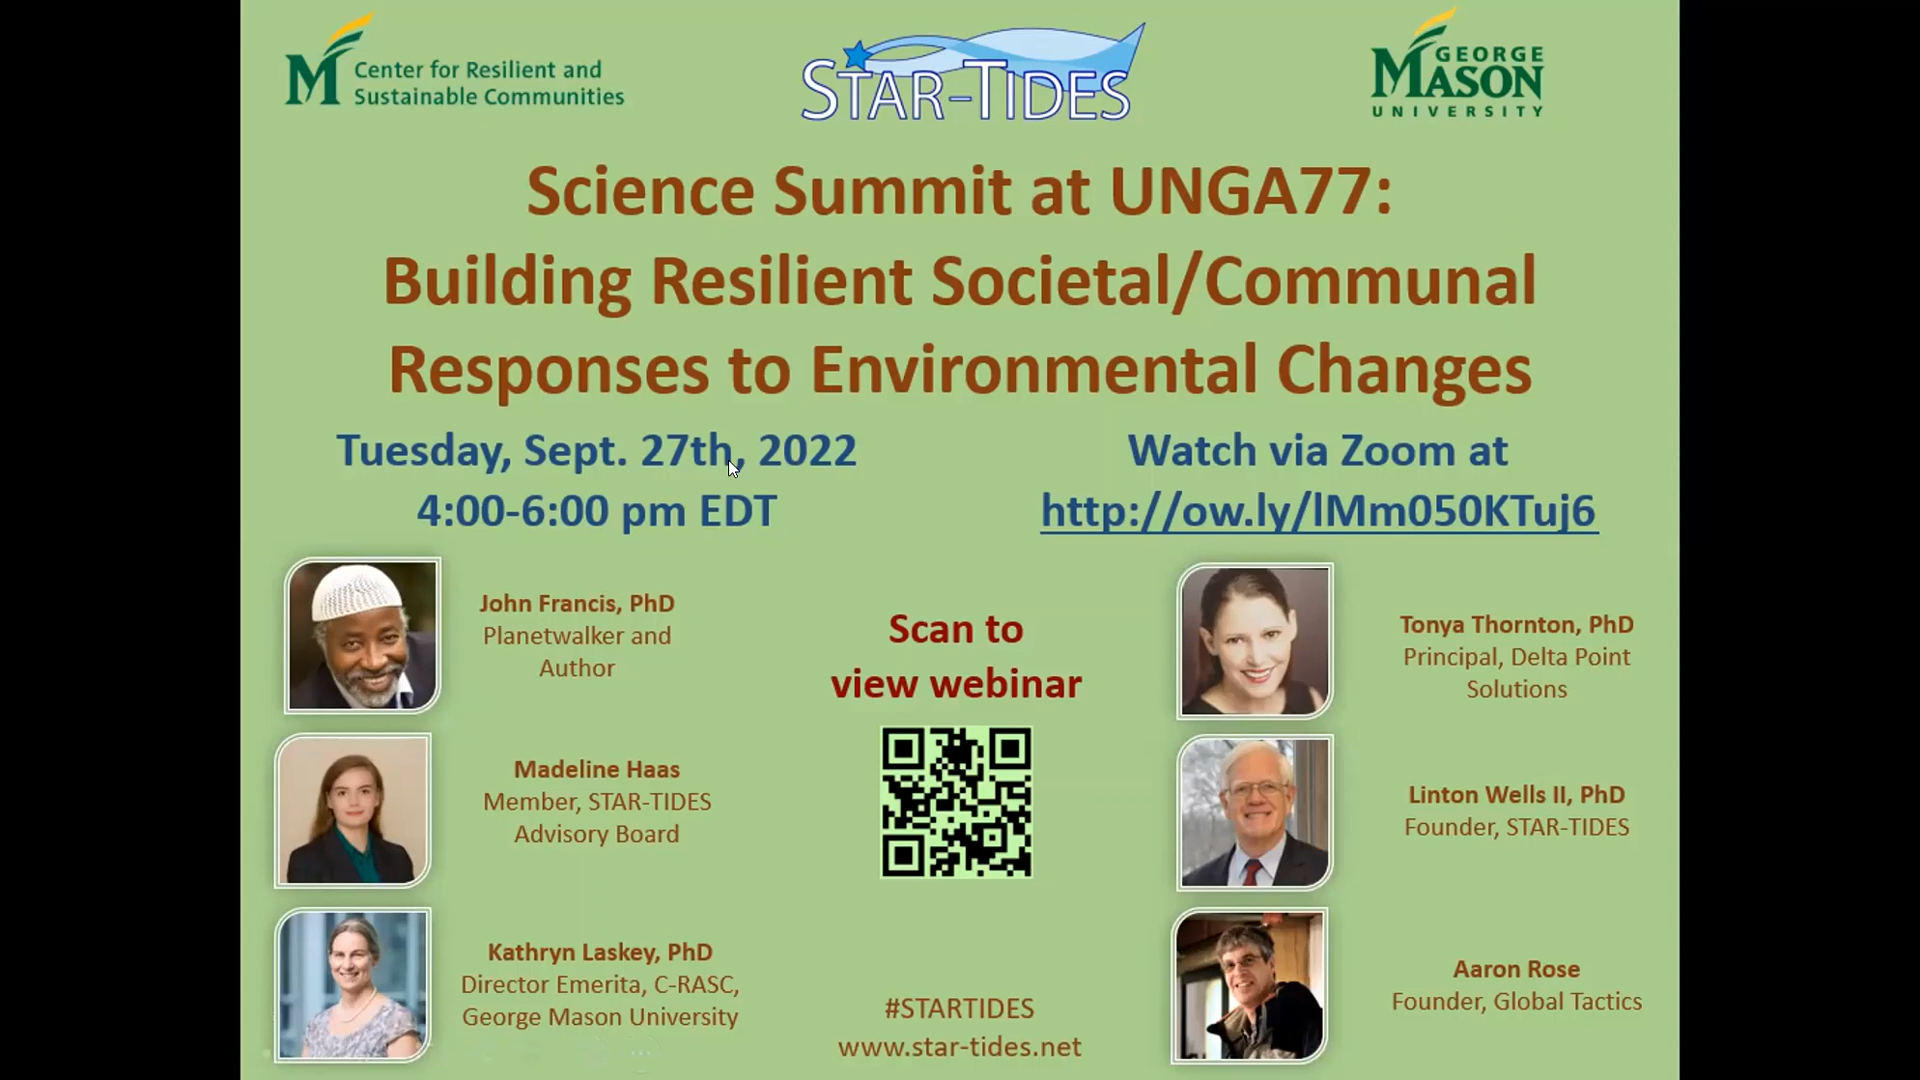 Center for Resilient and
Sustainable Communities
STAR-TIDES
GEORGE
MASON
UNIVERSITY
Science Summit at UNGA77:
Building Resilient Societal/Communal
Responses to Environmental Changes
Tuesday, Sept. 27th, 2022
4:00-6:00 pm EDT
Watch via Zoom at
http://ow.ly/lMm050KTuj6
John Francis, PhD
Planetwalker and
Author
Madeline Haas
Member, STAR-TIDES
Advisory Board
Kathryn Laskey, PhD
Director Emerita, C-RASC,
George Mason University
Scan to
view webinar
#STARTIDES
www.star-tides.net
Tonya Thornton, PhD
Principal, Delta Point
Solutions
Linton Wells II, PhD
Founder, STAR-TIDES
Aaron Rose
Founder, Global Tactics